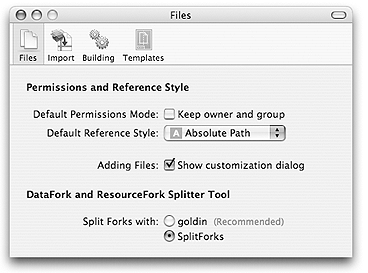 Files
Files Import Building Templates
Permissions and Reference Style
Default Permissions Mode: Keep owner and group
Default Reference Style: A Absolute Path
Adding Files: Show customization dialog
DataFork and ResourceFork Splitter Tool
Split Forks with: goldin (Recommended)
SplitForks